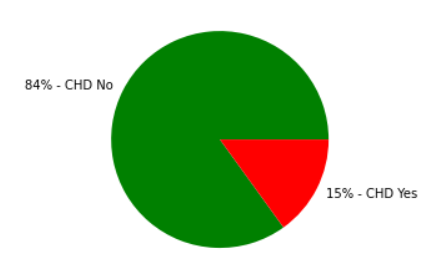 84% - CHD No
15% - CHD Yes